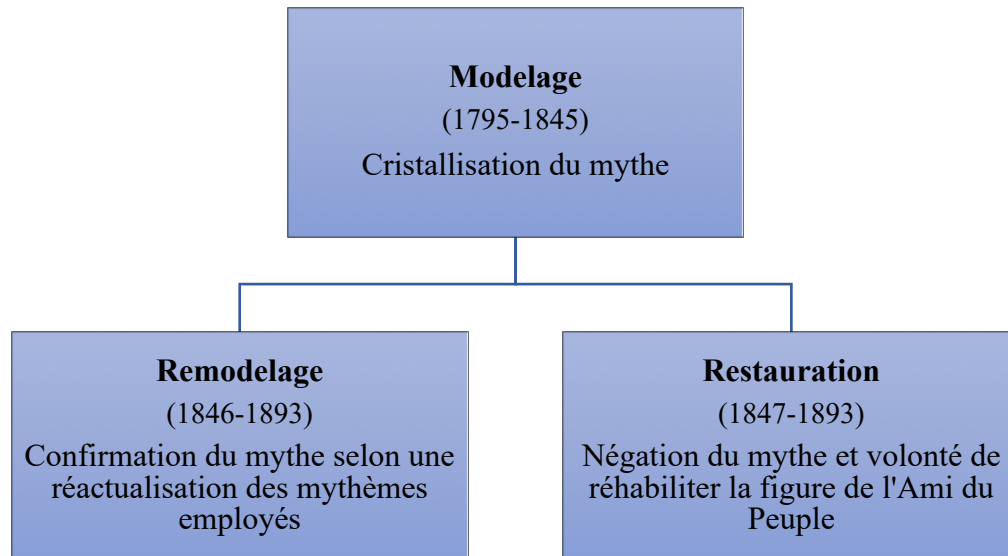 Modelage
(1795-1845)
Cristallisation du mythe
Remodelage
(1846-1893)
Confirmation du mythe selon une
réactualisation des mythèmes
employés
Restauration
(1847-1893)
Négation du mythe et volonté de
réhabiliter la figure de l'Ami du
Peuple